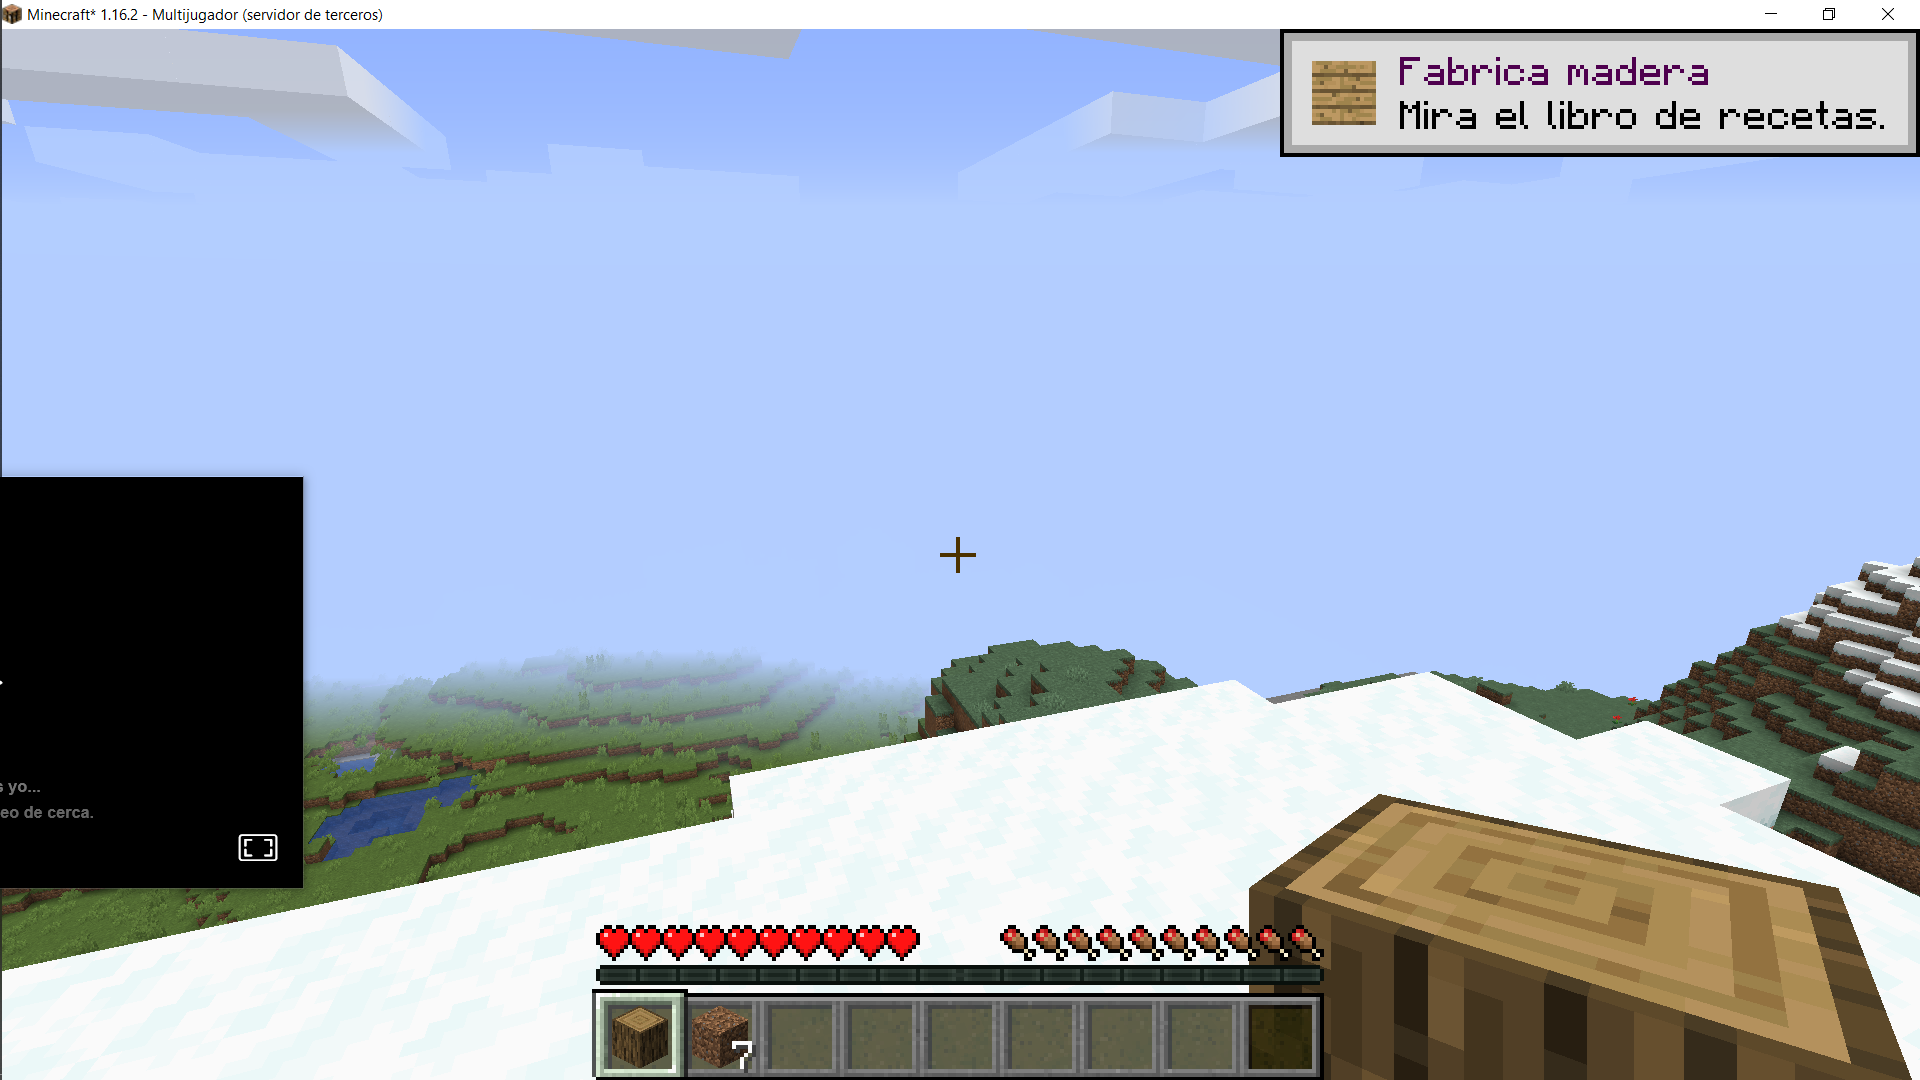 Minecraft* 1.16.2 - Multijugador (servidor de terceros)
Fabrica madera
Mira el libro de recetas.
s yo...
eo de cerca.
7